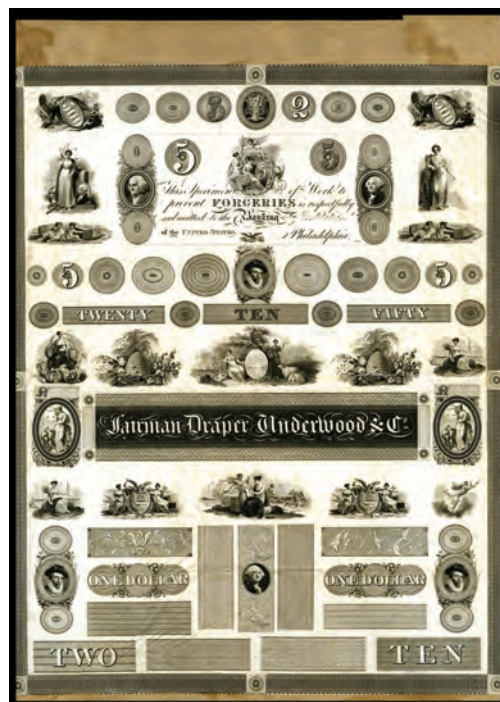 2
5 5
This Specimen of Work to
prevent FORGERIES is respectfully
submitted to the Banking
of the UNITED STATES Philadelphia
5 5
TWENTY TEN FIFTY
Fairman Draper Underwood & Co.
ONE DOLLAR ONE DOLLAR
TWO TEN